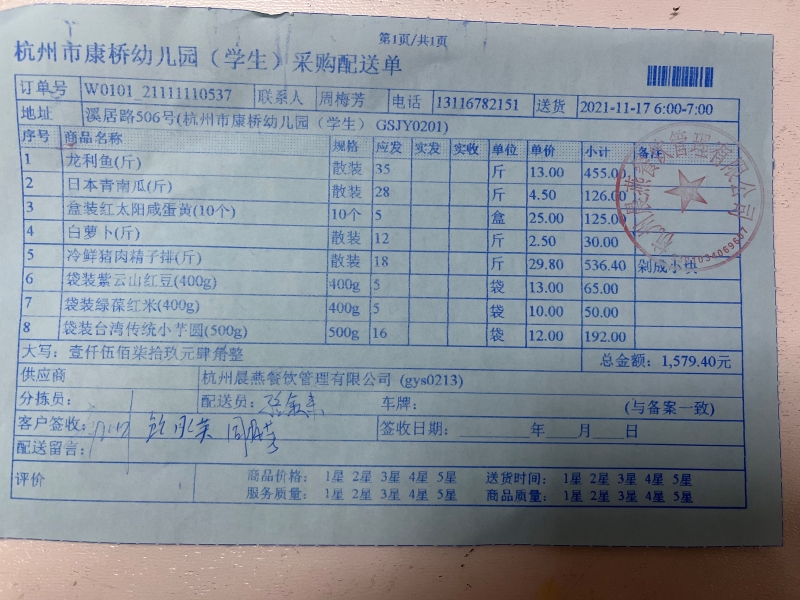 第1页/共1页
杭州市康桥幼儿园（学生）采购配送单
订单号 W0101_21111110537 联系人 周梅芳 电话 13116782151 送货 2021-11-17 6:00-7:00
地址 溪居路506号(杭州市康桥幼儿园（学生）GSJY0201)
序号 商品名称 规格 应发 实发 实收 单位 单价 小计 备注
1 龙利鱼(斤) 散装 35 斤 13.00 455.00
2 日本青南瓜(斤) 散装 28 斤 4.50 126.00
3 盒装红太阳咸蛋黄(10个) 10个 5 盒 25.00 125.00
4 白萝卜(斤) 散装 12 斤 2.50 30.00
5 冷鲜猪肉精子排(斤) 散装 18 斤 29.80 536.40 剁成小块
6 袋装紫云山红豆(400g) 400g 5 袋 13.00 65.00
7 袋装绿葆红米(400g) 400g 5 袋 10.00 50.00
8 袋装台湾传统小芋圆(500g) 500g 16 袋 12.00 192.00
大写：壹仟伍佰柒拾玖元肆角整 总金额：1,579.40元
供应商 杭州晨燕餐饮管理有限公司 (gys0213)
分拣员： 配送员： 车牌： (与备案一致)
客户签收： 周梅芳 签收日期： 年 月 日
配送留言：
评价 商品价格： 1星 2星 3星 4星 5星 送货时间： 1星 2星 3星 4星 5星
服务质量： 1星 2星 3星 4星 5星 商品质量： 1星 2星 3星 4星 5星
杭州晨燕餐饮管理有限公司